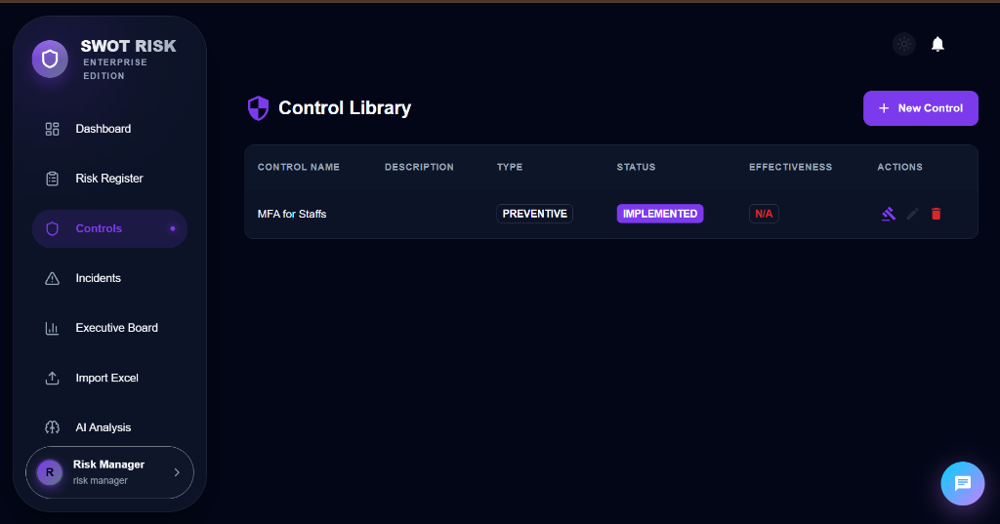 SWOT RISK
ENTERPRISE
EDITION
Dashboard
Risk Register
Controls
Incidents
Executive Board
Import Excel
AI Analysis
R
Risk Manager
risk manager
Control Library
New Control
CONTROL NAME DESCRIPTION TYPE STATUS EFFECTIVENESS ACTIONS
MFA for Staffs PREVENTIVE IMPLEMENTED N/A